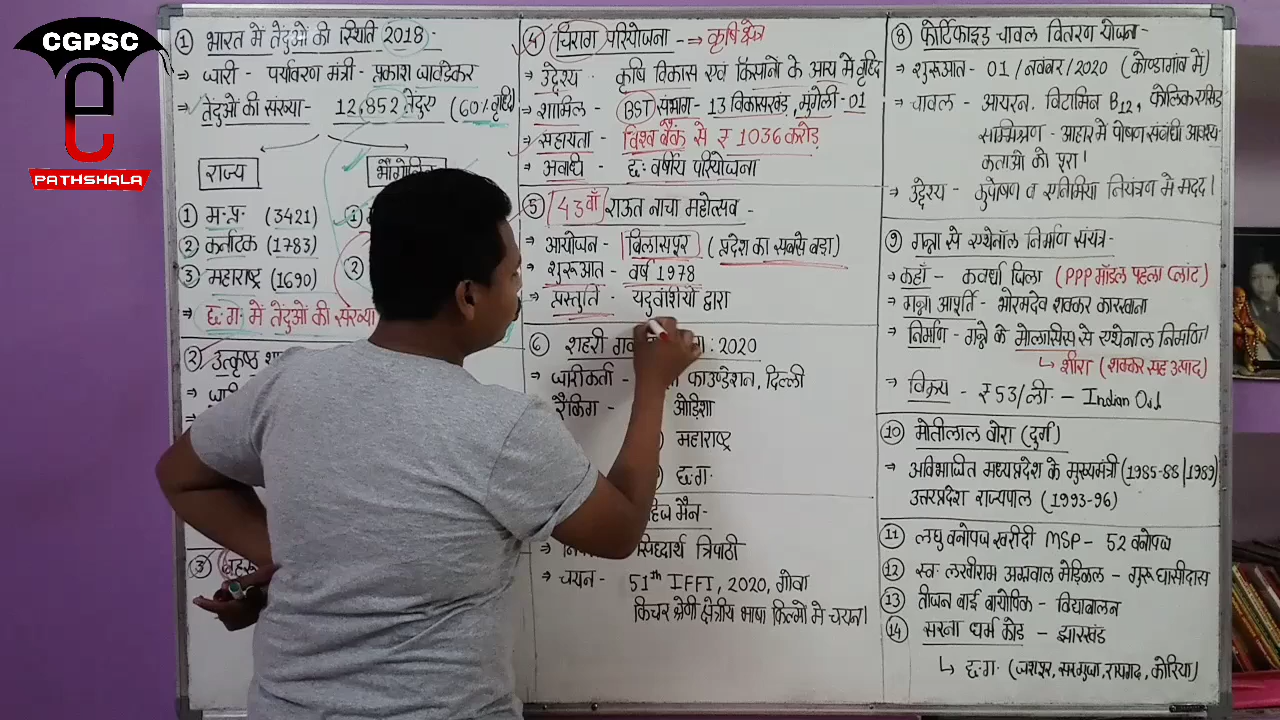 CGPSC
e
PATHSHALA
① भारत में तेंदुओं की स्थिति 2018 -
→ जारी - पर्यावरण मंत्री - प्रकाश जावड़ेकर
→ तेंदुओं की संख्या - 12,852 तेंदुए (60% वृद्धि)
राज्य
① म.प्र. (3421)
② कर्नाटक (1783)
③ महाराष्ट्र (1690)
→ छ.ग. में तेंदुओं की संख्या
①
②
② उत्कृष्ठ
③
④ चिराग परियोजना → कृषि क्षेत्र
→ उद्देश्य - कृषि विकास एवं किसानों के आय में वृद्धि
→ शामिल - BST संभाग - 13 विकासखंड, मुंगेली - 01
→ सहायता - विश्व बैंक से ₹ 1036 करोड़
→ अवधि - छः वर्षीय परियोजना
⑤ 43वाँ राऊत नाचा महोत्सव -
→ आयोजन - बिलासपुर (प्रदेश का सबसे बड़ा)
→ शुरूआत - वर्ष 1978
→ प्रस्तुति - यदुवंशियों द्वारा
⑥ शहरी : 2020
→ जारीकर्ता - फाउण्डेशन, दिल्ली
→ रैंकिंग - ओड़िशा
महाराष्ट्र
छ.ग.
मैन -
सिद्धार्थ त्रिपाठी
→ चयन - 51th IFFI, 2020, गोवा
फिचर श्रेणी क्षेत्रीय भाषा फिल्मों में चयन।
⑧ फोर्टिफाइड चावल वितरण योजना -
→ शुरूआत - 01/नवंबर/2020 (कोण्डागांव में)
→ चावल - आयरन, विटामिन B12, फोलिक एसिड
सम्मिश्रण - आहार में पोषण संबंधी आवश्य
कताओं को पूरा।
→ उद्देश्य - कुपोषण व एनिमिया नियंत्रण में मदद।
⑨ गन्ना से एथेनॉल निर्माण संयंत्र -
→ कहाँ - कवर्धा जिला (PPP मॉडल पहला प्लांट)
→ गन्ना आपूर्ति - भोरमदेव शक्कर कारखाना
→ निर्माण - गन्ने के मोलासिस से एथेनाल निर्माण।
↳ शीरा (शक्कर सह उत्पाद)
→ विक्रय - ₹ 53/ली. - Indian Oil
⑩ मोतीलाल वोरा (दुर्ग)
→ अविभाजित मध्यप्रदेश के मुख्यमंत्री (1985-88|1989)
उत्तरप्रदेश राज्यपाल (1993-96)
⑪ लघु वनोपज खरीदी MSP - 52 वनोपज
⑫ स्व. लखीराम अग्रवाल मेडिकल - गुरू घासीदास
⑬ तीजन बाई बायोपिक - विद्याबालन
⑭ सरना धर्म कोड - झारखंड
↳ छ.ग. (जशपुर, सरगुजा, रायगढ़, कोरिया)